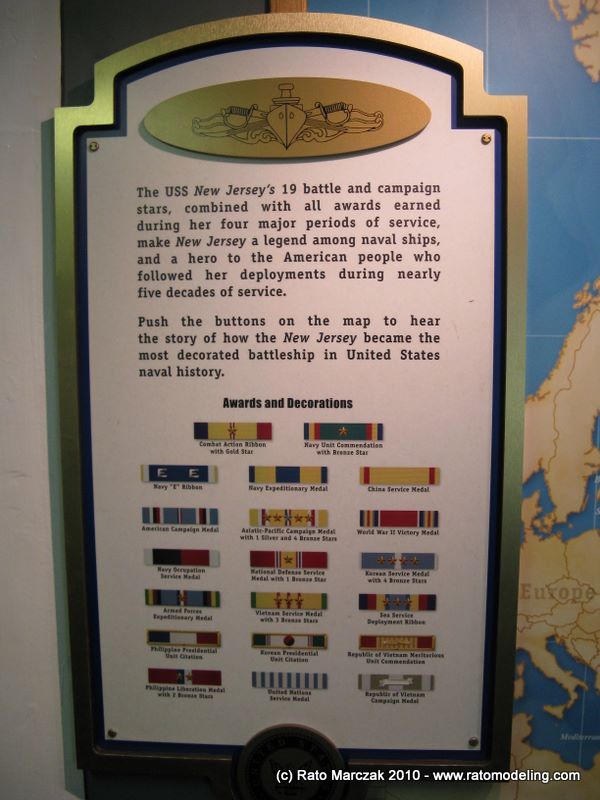 The USS New Jersey's 19 battle and campaign
stars, combined with all awards earned
during her four major periods of service,
make New Jersey a legend among naval ships,
and a hero to the American people who
followed her deployments during nearly
five decades of service.
Push the buttons on the map to hear
the story of how the New Jersey became the
most decorated battleship in United States
naval history.
Awards and Decorations
Combat Action Ribbon
with Gold Star
Navy Unit Commendation
with Bronze Star
Navy "E" Ribbon
Navy Expeditionary Medal
China Service Medal
American Campaign Medal
Asiatic-Pacific Campaign Medal
with 1 Silver and 4 Bronze Stars
World War II Victory Medal
Navy Occupation
Service Medal
National Defense Service
Medal with 1 Bronze Star
Korean Service Medal
with 4 Bronze Stars
Armed Forces
Expeditionary Medal
Vietnam Service Medal
with 3 Bronze Stars
Sea Service
Deployment Ribbon
Philippine Presidential
Unit Citation
Korean Presidential
Unit Citation
Republic of Vietnam Meritorious
Unit Commendation
Philippine Liberation Medal
with 2 Bronze Stars
United Nations
Service Medal
Republic of Vietnam
Campaign Medal
Europe
(c) Rato Marczak 2010 - www.ratomodeling.com